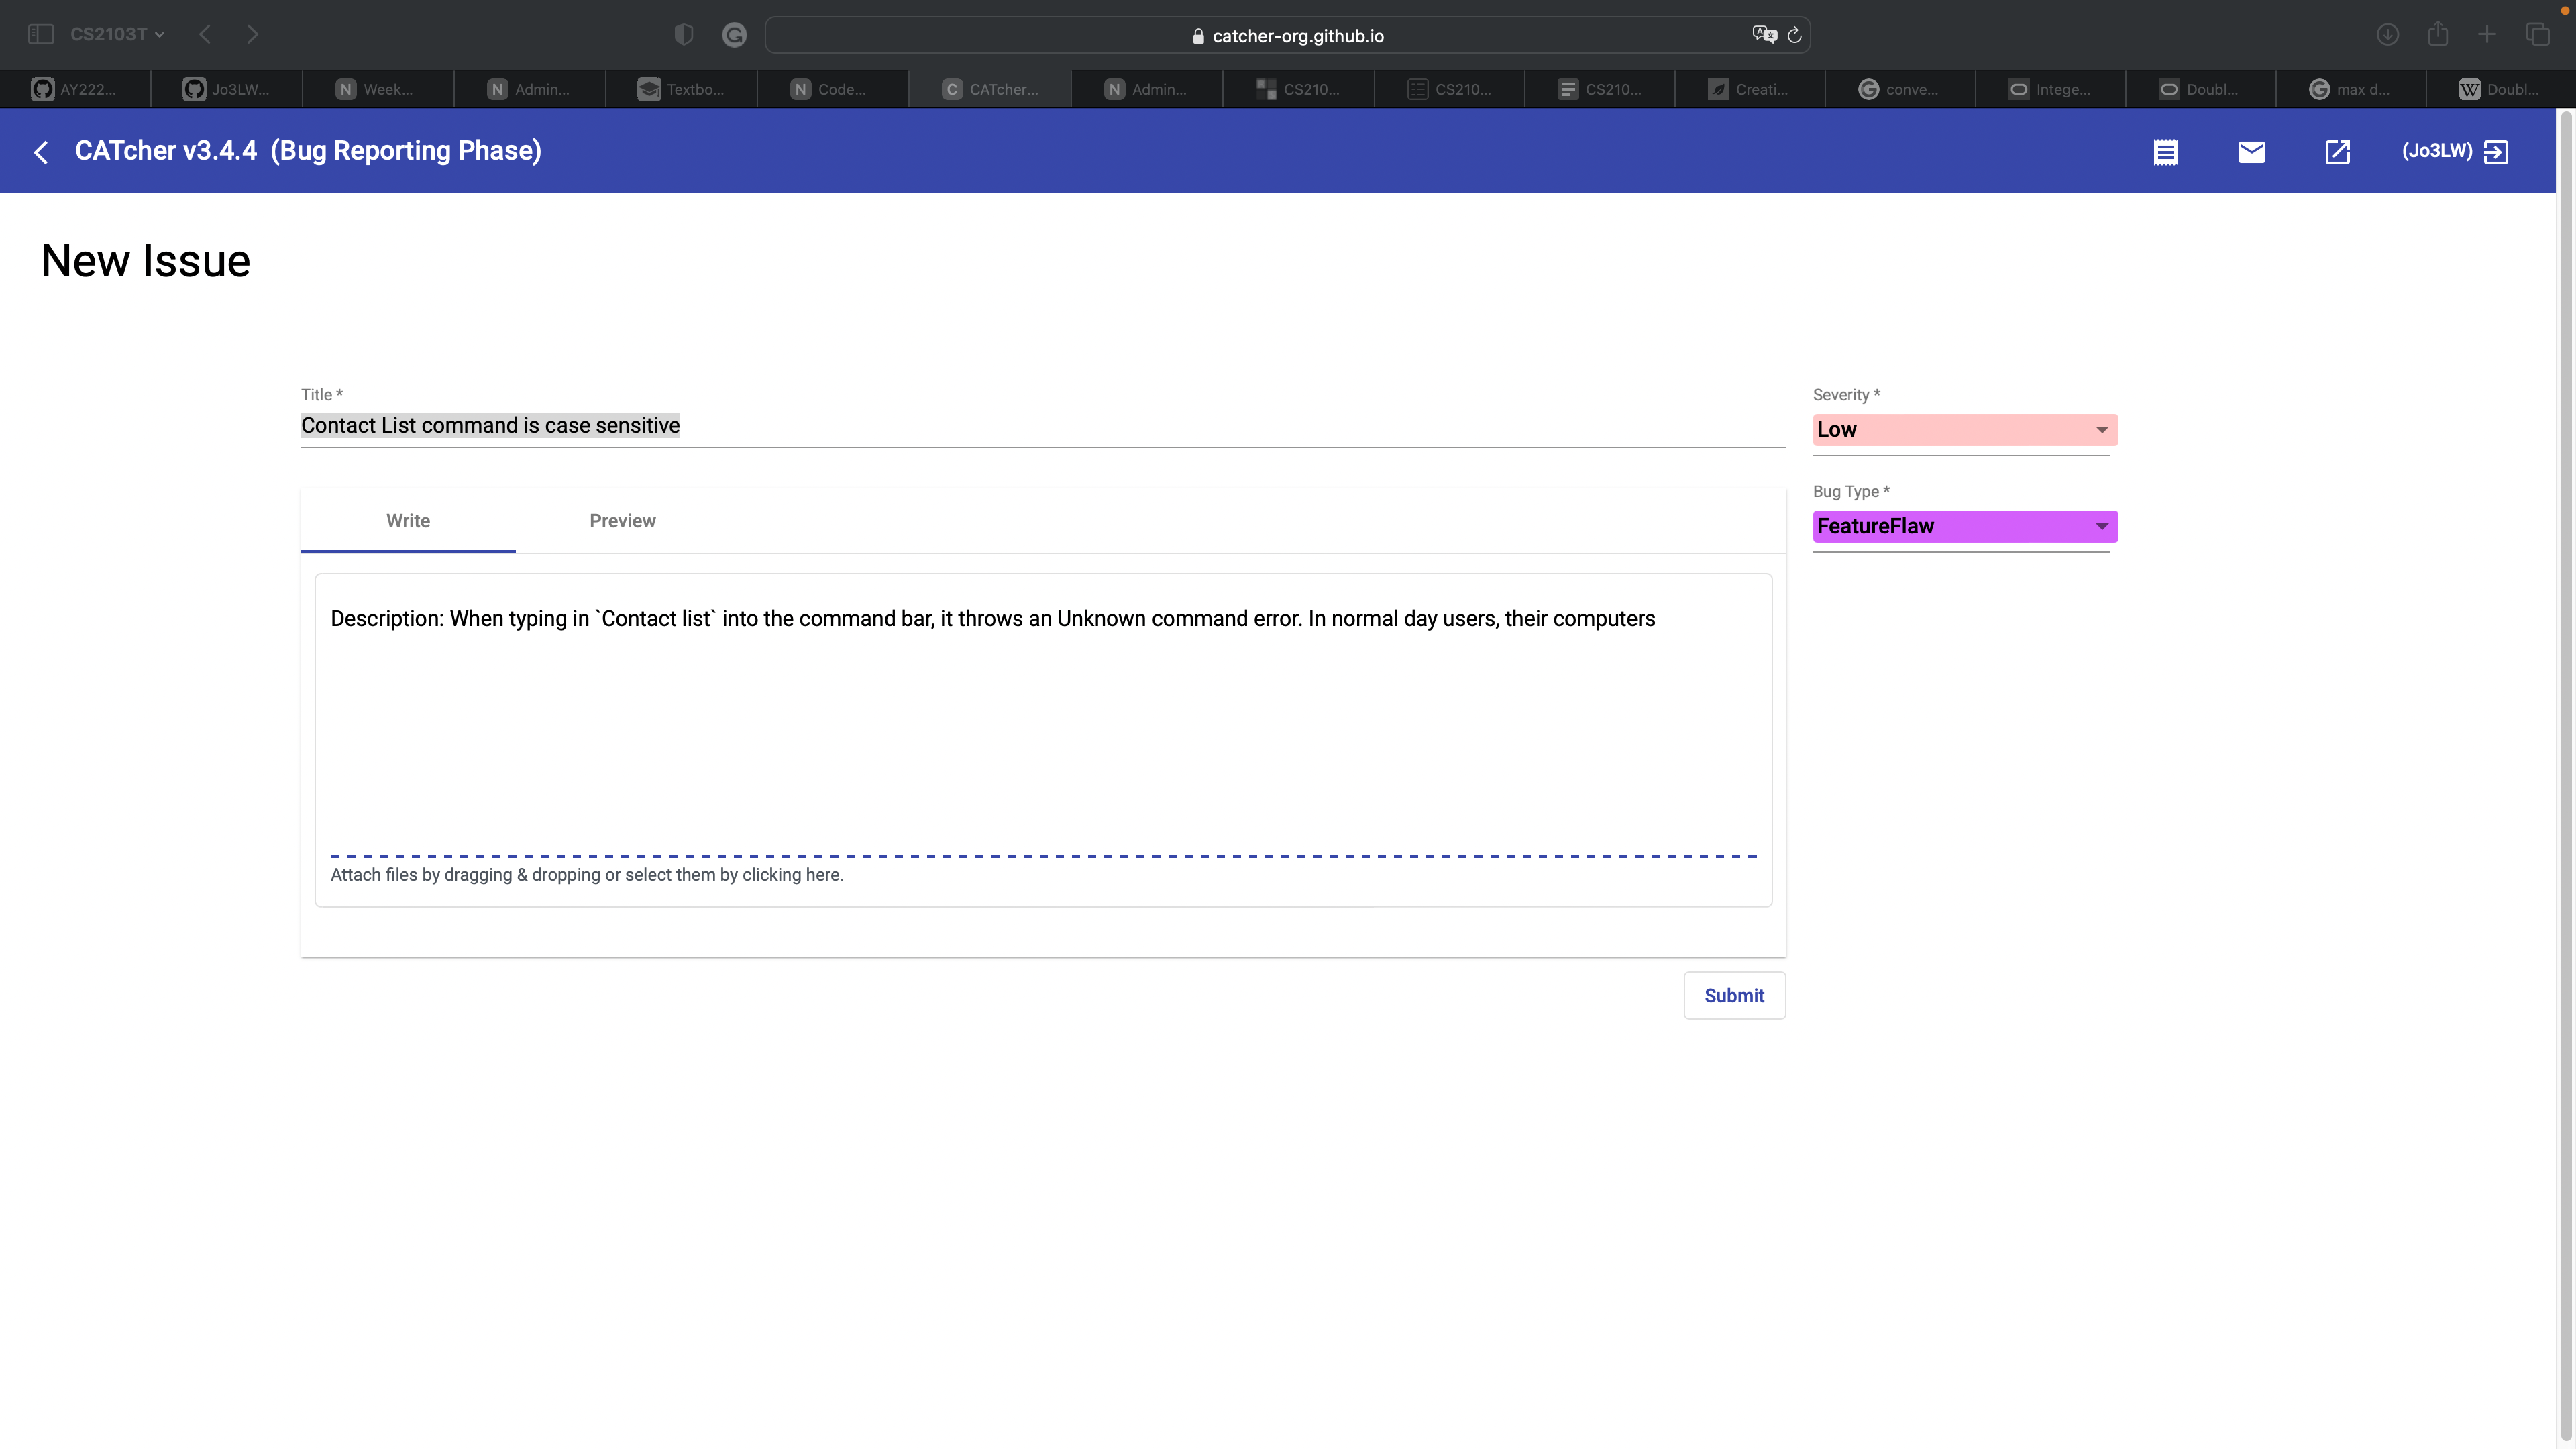 CS2103T
catcher-org.github.io
AY222...
Jo3LW...
N Week...
N Admin...
Textbo...
N Code...
C CATcher...
N Admin...
CS210...
CS210...
CS210...
Creati...
G conve...
Intege...
Doubl...
G max d...
W Doubl...
CATcher v3.4.4 (Bug Reporting Phase)
(Jo3LW)
New Issue
Title *
Contact List command is case sensitive
Severity *
Low
Bug Type *
FeatureFlaw
Write
Preview
Description: When typing in `Contact list` into the command bar, it throws an Unknown command error. In normal day users, their computers
Attach files by dragging & dropping or select them by clicking here.
Submit